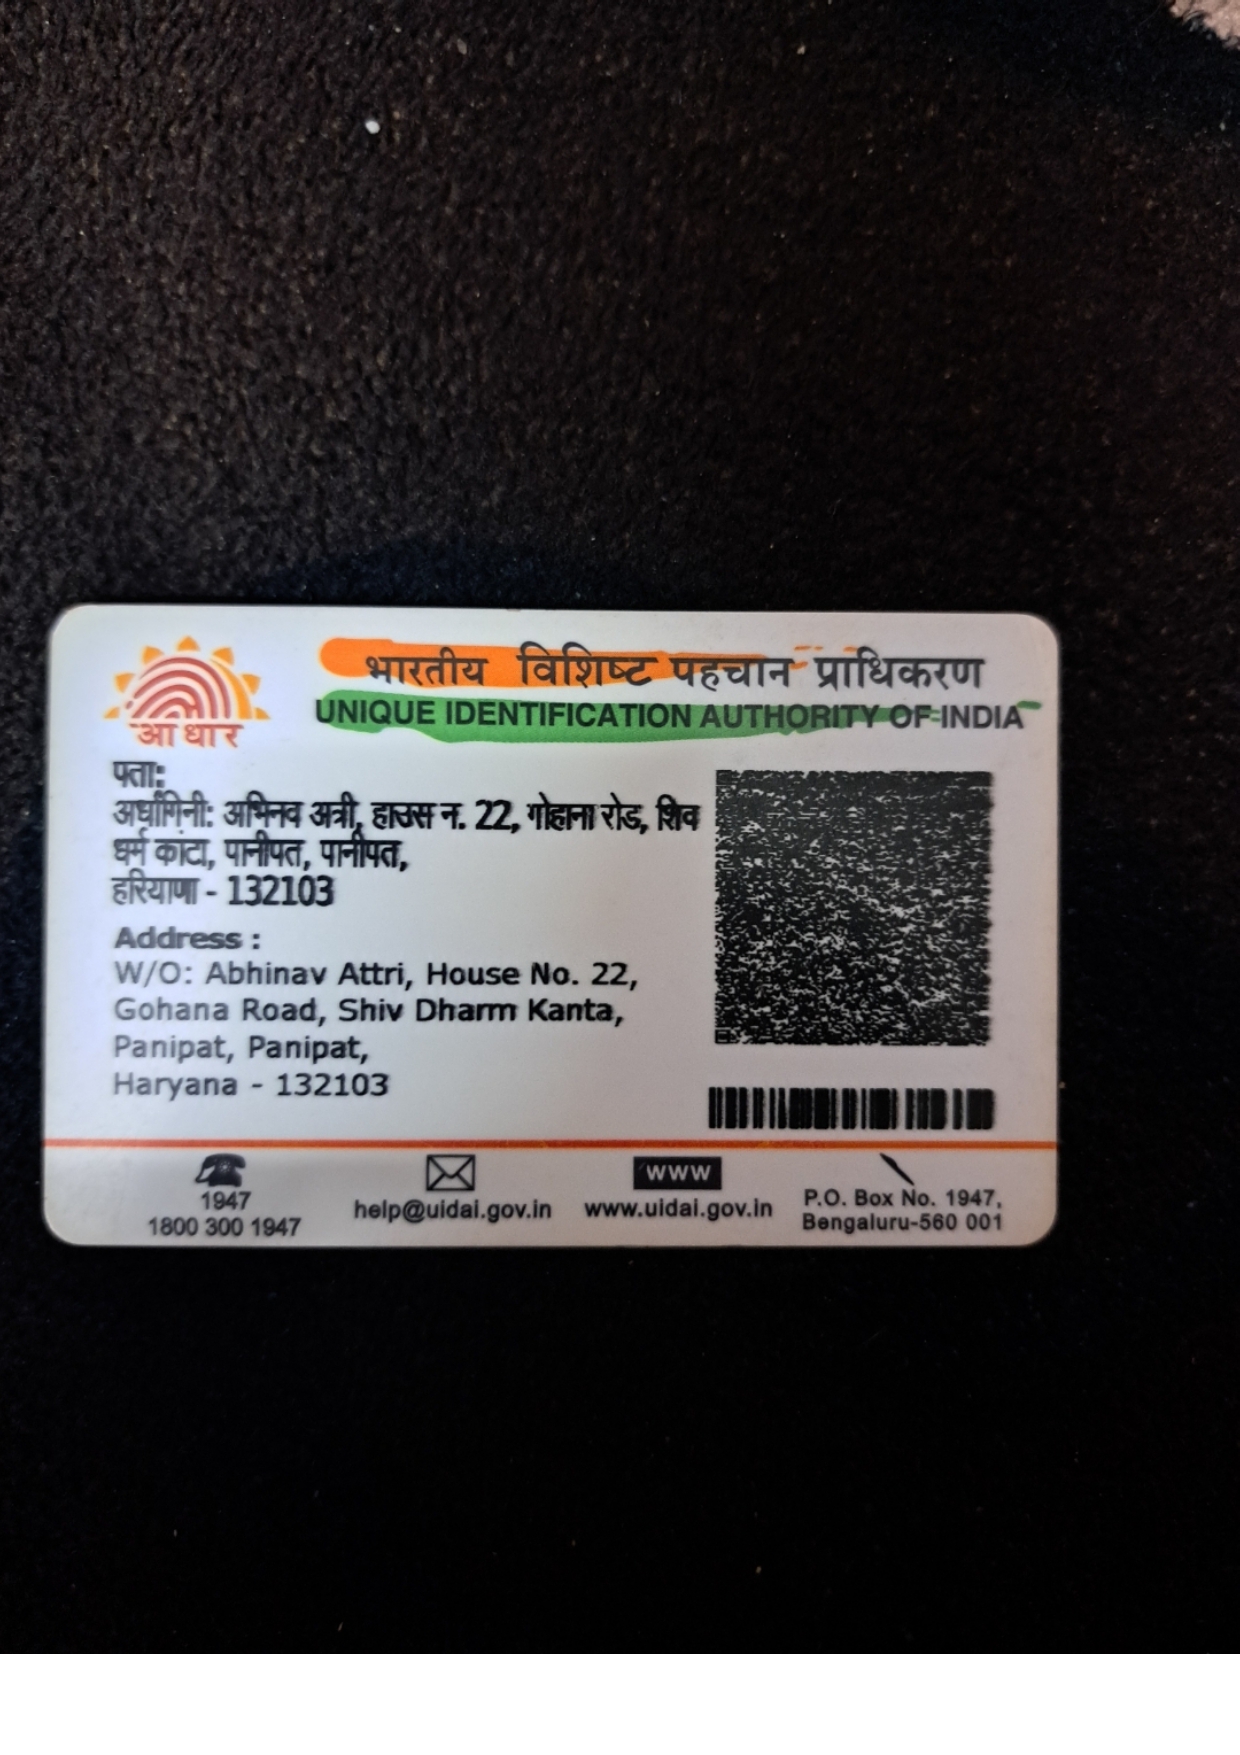 आधार
भारतीय विशिष्ट पहचान प्राधिकरण
UNIQUE IDENTIFICATION AUTHORITY OF INDIA
पता:
अर्धांगिनी: अभिनव अत्री, हाउस न. 22, गोहाना रोड, शिव
धर्म कांटा, पानीपत, पानीपत,
हरियाणा - 132103
Address :
W/O: Abhinav Attri, House No. 22,
Gohana Road, Shiv Dharm Kanta,
Panipat, Panipat,
Haryana - 132103
1947
1800 300 1947
help@uidai.gov.in
www
www.uidai.gov.in
P.O. Box No. 1947,
Bengaluru-560 001